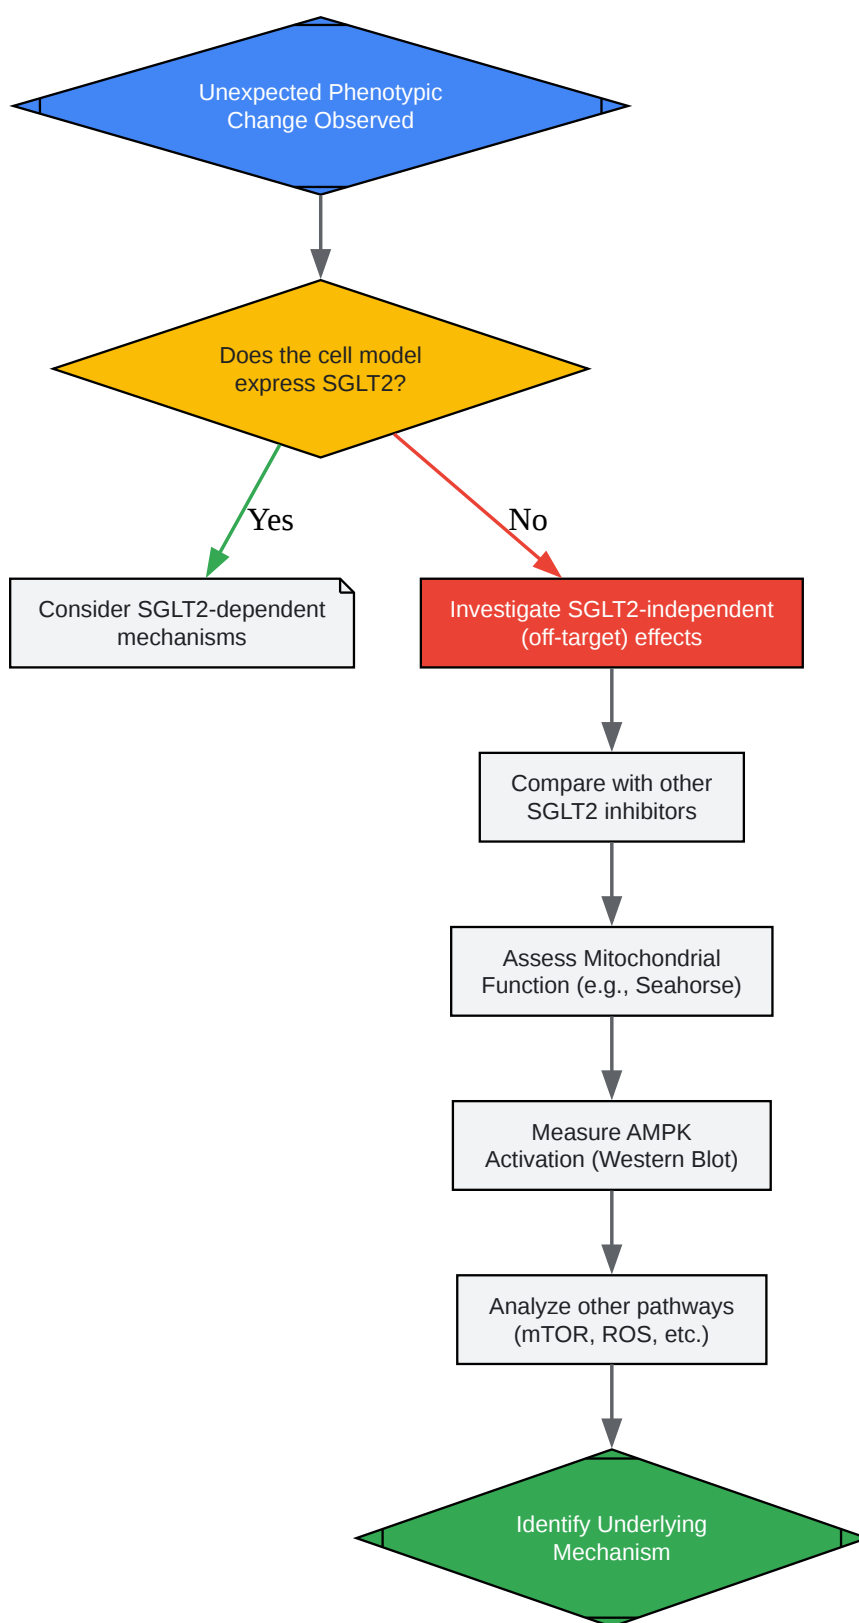 Unexpected Phenotypic
Change Observed
Does the cell model
express SGLT2?
Yes
No
Consider SGLT2-dependent
mechanisms
Investigate SGLT2-independent
(off-target) effects
Compare with other
SGLT2 inhibitors
Assess Mitochondrial
Function (e.g., Seahorse)
Measure AMPK
Activation (Western Blot)
Analyze other pathways
(mTOR, ROS, etc.)
Identify Underlying
Mechanism